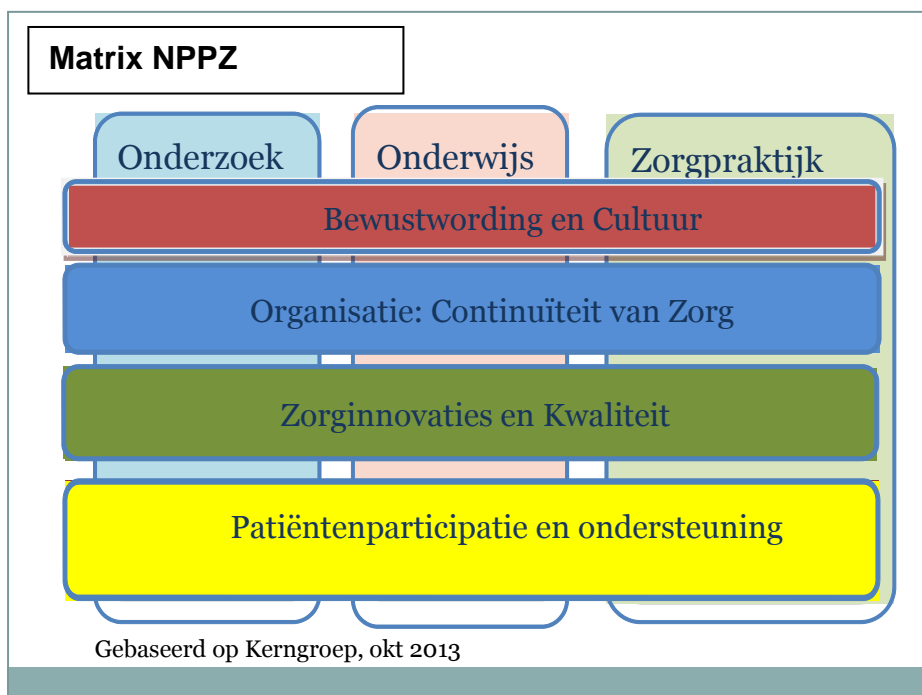 Matrix NPPZ
Onderzoek
Onderwijs
Zorgpraktijk
Bewustwording en Cultuur
Organisatie: Continuïteit van Zorg
Zorginnovaties en Kwaliteit
Patiëntenparticipatie en ondersteuning
Gebaseerd op Kerngroep, okt 2013